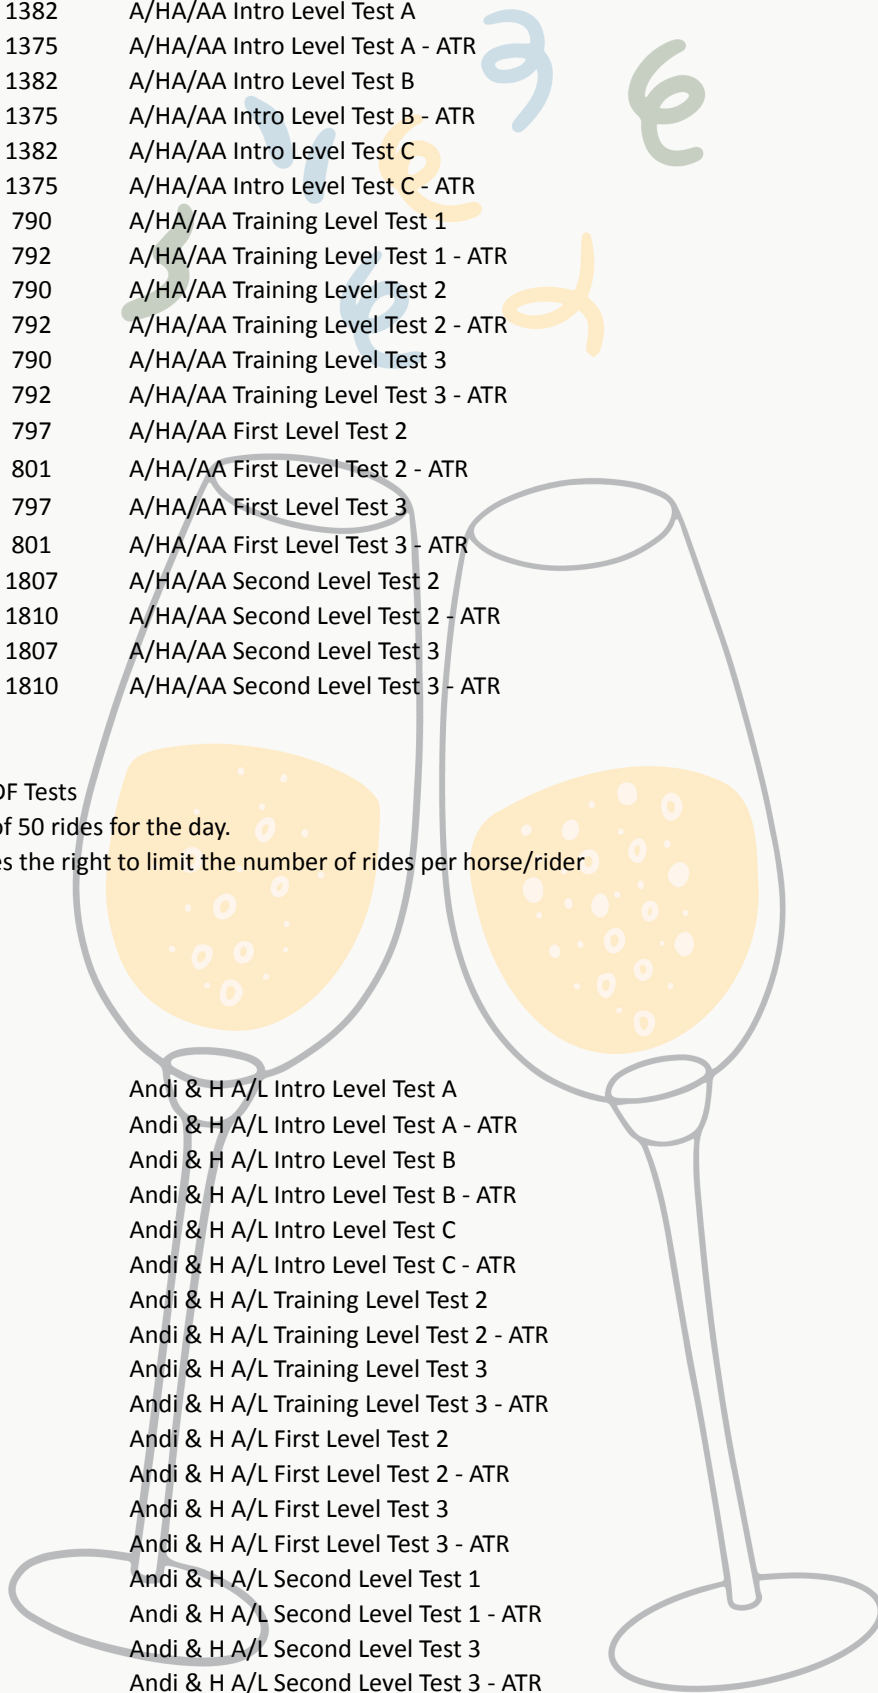 1382 A/HA/AA Intro Level Test A
1375 A/HA/AA Intro Level Test A - ATR
1382 A/HA/AA Intro Level Test B
1375 A/HA/AA Intro Level Test B - ATR
1382 A/HA/AA Intro Level Test C
1375 A/HA/AA Intro Level Test C - ATR
790 A/HA/AA Training Level Test 1
792 A/HA/AA Training Level Test 1 - ATR
790 A/HA/AA Training Level Test 2
792 A/HA/AA Training Level Test 2 - ATR
790 A/HA/AA Training Level Test 3
792 A/HA/AA Training Level Test 3 - ATR
797 A/HA/AA First Level Test 2
801 A/HA/AA First Level Test 2 - ATR
797 A/HA/AA First Level Test 3
801 A/HA/AA First Level Test 3 - ATR
1807 A/HA/AA Second Level Test 2
1810 A/HA/AA Second Level Test 2 - ATR
1807 A/HA/AA Second Level Test 3
1810 A/HA/AA Second Level Test 3 - ATR
DF Tests
of 50 rides for the day.
es the right to limit the number of rides per horse/rider
Andi & H A/L Intro Level Test A
Andi & H A/L Intro Level Test A - ATR
Andi & H A/L Intro Level Test B
Andi & H A/L Intro Level Test B - ATR
Andi & H A/L Intro Level Test C
Andi & H A/L Intro Level Test C - ATR
Andi & H A/L Training Level Test 2
Andi & H A/L Training Level Test 2 - ATR
Andi & H A/L Training Level Test 3
Andi & H A/L Training Level Test 3 - ATR
Andi & H A/L First Level Test 2
Andi & H A/L First Level Test 2 - ATR
Andi & H A/L First Level Test 3
Andi & H A/L First Level Test 3 - ATR
Andi & H A/L Second Level Test 1
Andi & H A/L Second Level Test 1 - ATR
Andi & H A/L Second Level Test 3
Andi & H A/L Second Level Test 3 - ATR